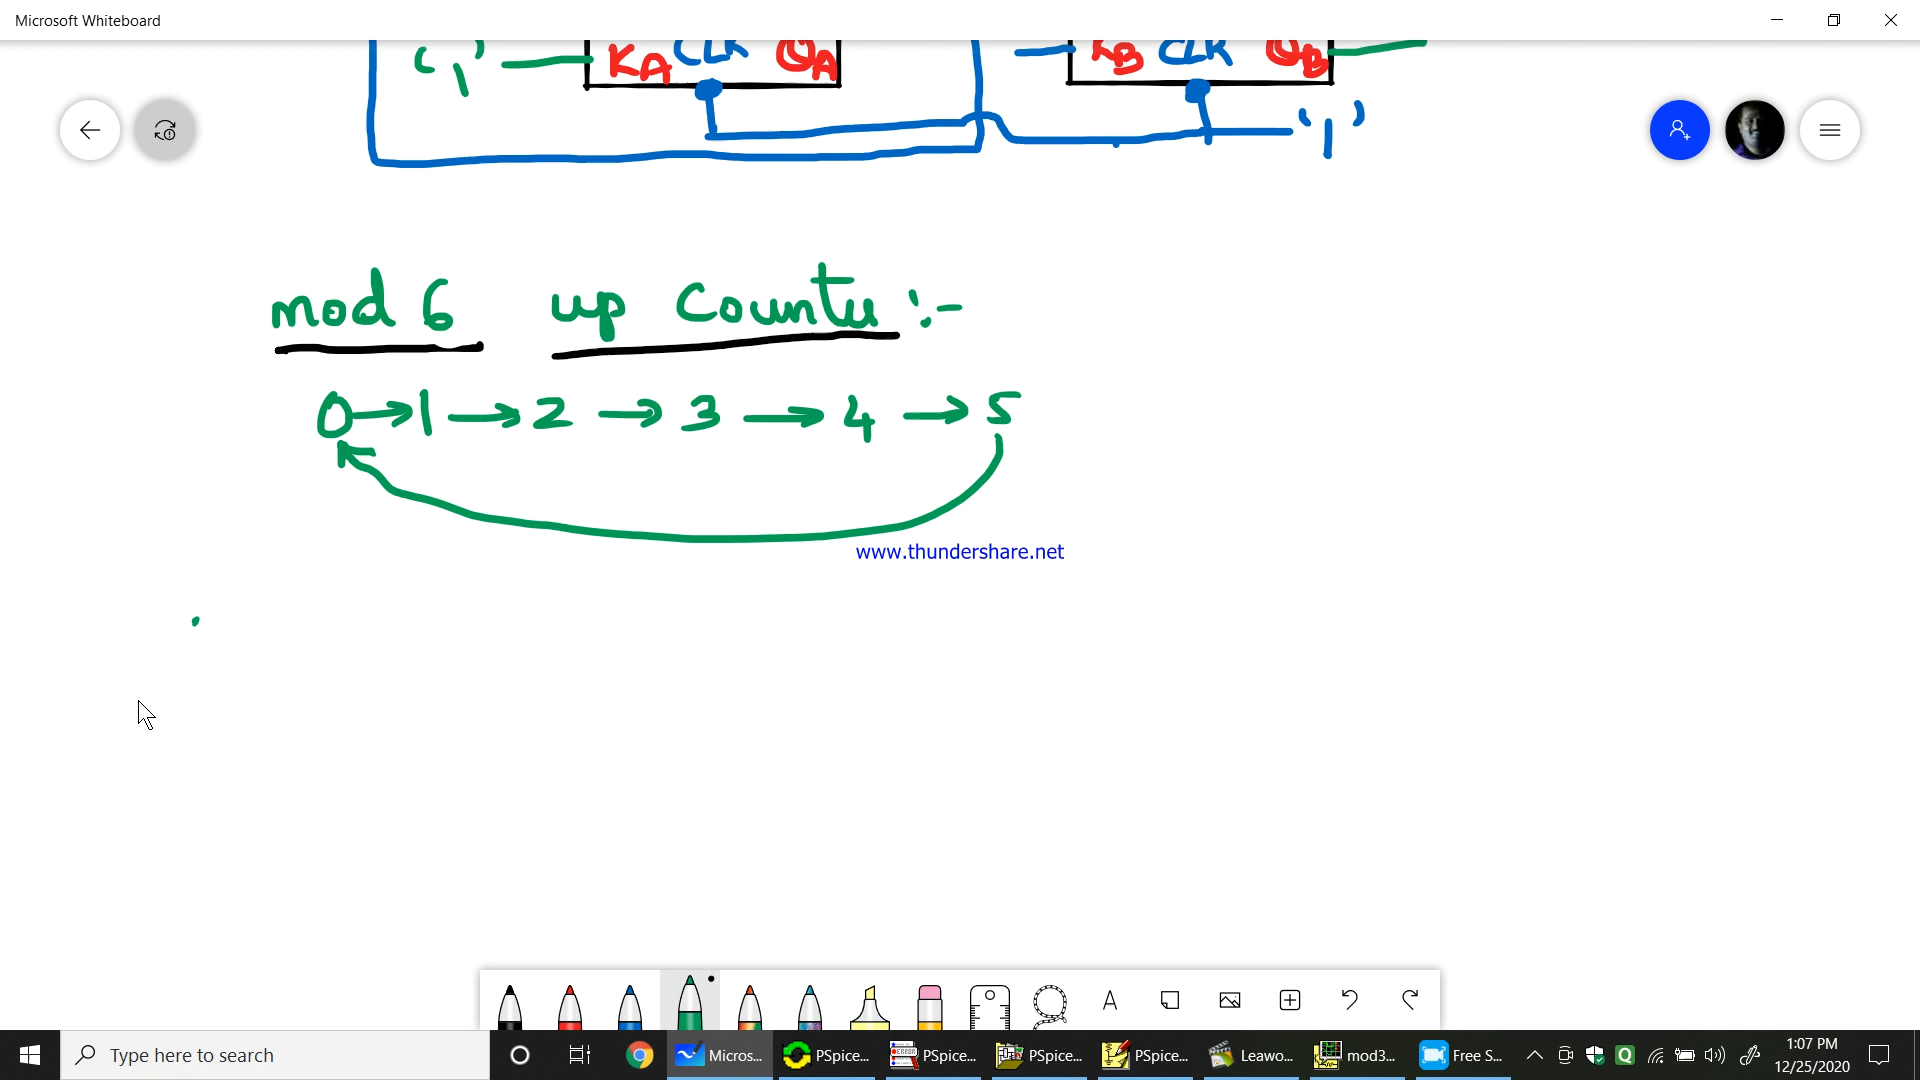 Microsoft Whiteboard
'1' KA CLK QA KB CLK QB
'1'
mod 6 up Counter :-
0 → 1 → 2 → 3 → 4 → 5
www.thundershare.net
A
Type here to search
Micros... PSpice... PSpice... PSpice... PSpice... Leawo... mod3... Free S...
1:07 PM
12/25/2020